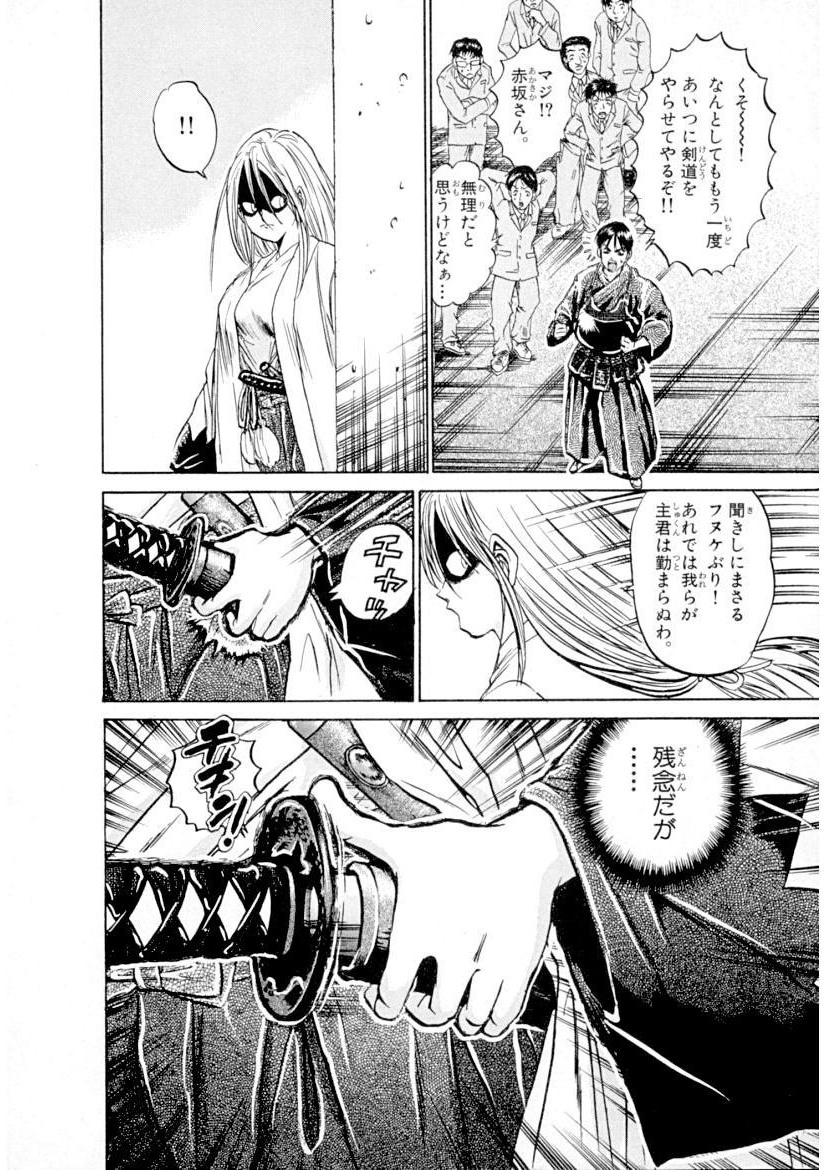 くそ〜〜〜!
なんとしてももう一度
あいつに剣道を
やらせてやるぞ!!
マジ!?
赤坂さん。
無理だと
思うけどなぁ…
!!
聞きしにまさる
フヌケぶり!
あれでは我らが
主君は勤まらぬわ。
チャッ
残念だが
……
チャキン!